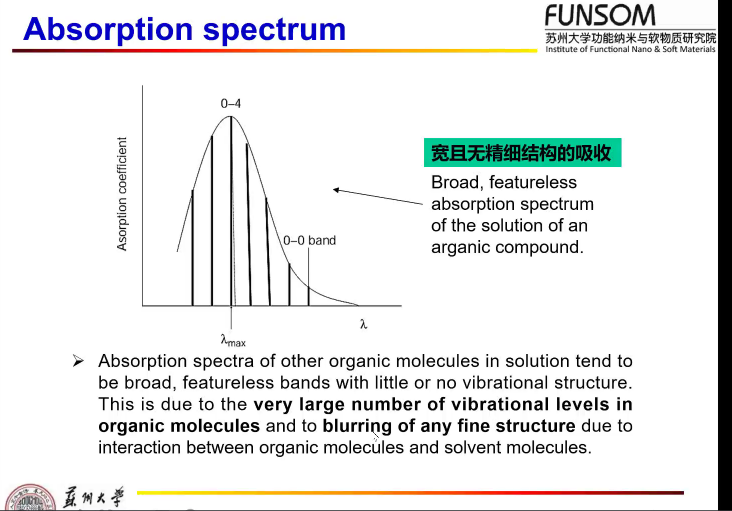 Absorption spectrum
FUNSOM
苏州大学功能纳米与软物质研究院
Institute of Functional Nano & Soft Materials
0–4
Asorption coefficient
0–0 band
λ
λmax
宽且无精细结构的吸收
Broad, featureless
absorption spectrum
of the solution of an
arganic compound.
➢ Absorption spectra of other organic molecules in solution tend to
be broad, featureless bands with little or no vibrational structure.
This is due to the very large number of vibrational levels in
organic molecules and to blurring of any fine structure due to
interaction between organic molecules and solvent molecules.
蘇州大学